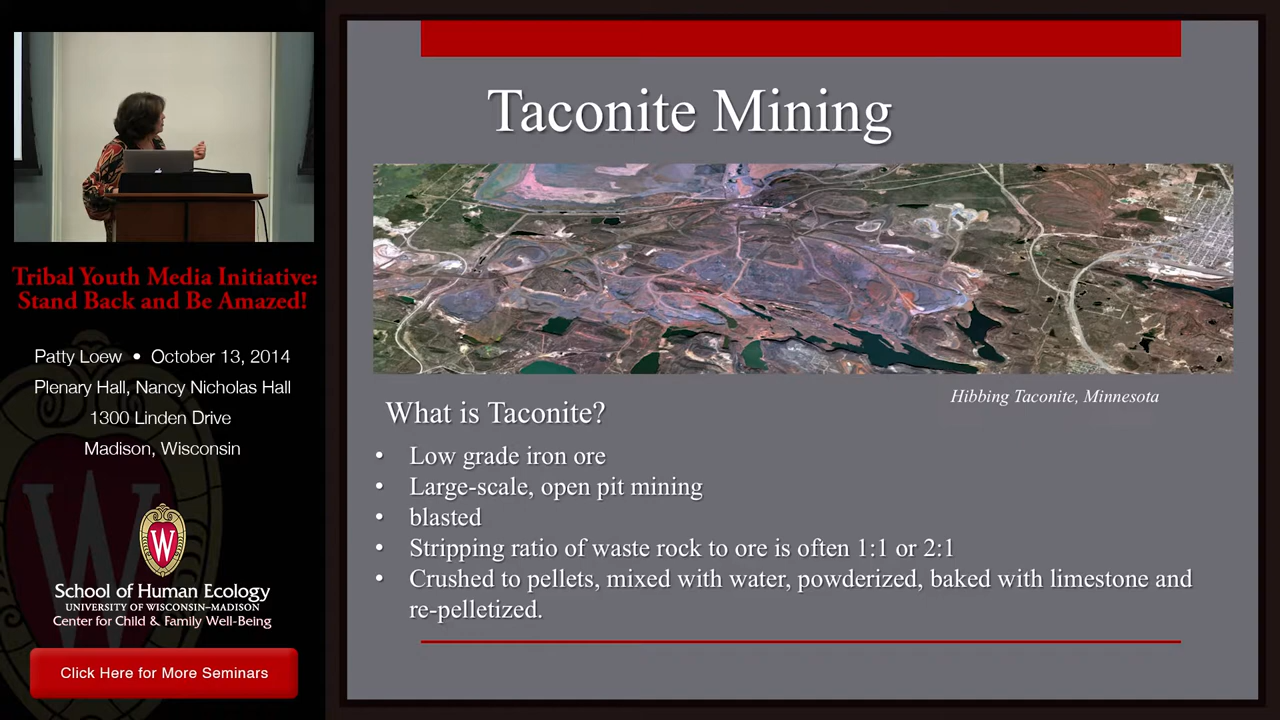 Tribal Youth Media Initiative:
Stand Back and Be Amazed!
Patty Loew • October 13, 2014
Plenary Hall, Nancy Nicholas Hall
1300 Linden Drive
Madison, Wisconsin
W
School of Human Ecology
UNIVERSITY OF WISCONSIN–MADISON
Center for Child & Family Well-Being
Click Here for More Seminars
Taconite Mining
Hibbing Taconite, Minnesota
What is Taconite?
• Low grade iron ore
• Large-scale, open pit mining
• blasted
• Stripping ratio of waste rock to ore is often 1:1 or 2:1
• Crushed to pellets, mixed with water, powderized, baked with limestone and
re-pelletized.